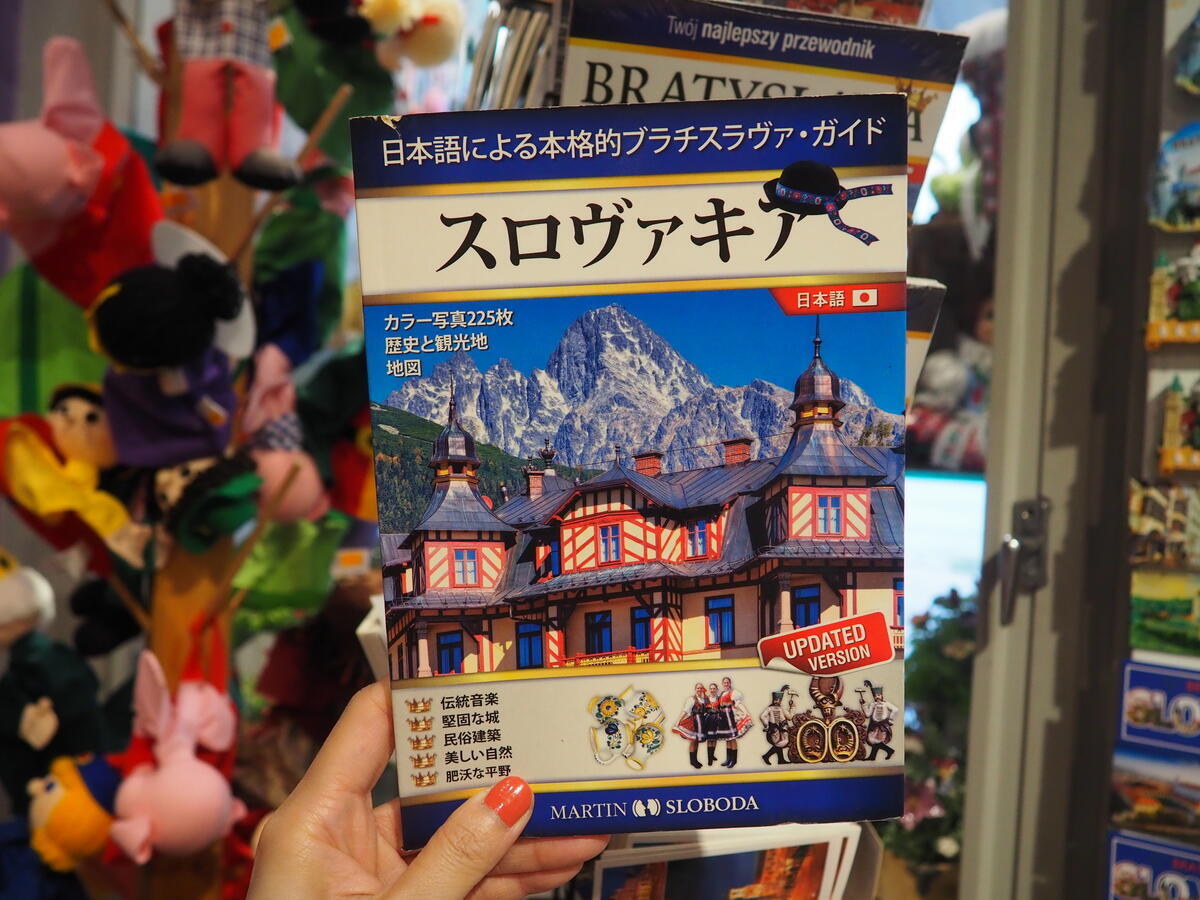 Twój najlepszy przewodnik
BRATYSŁA
日本語による本格的ブラチスラヴァ・ガイド
スロヴァキア
日本語
カラー写真225枚
歴史と観光地
地図
UPDATED
VERSION
伝統音楽
堅固な城
民俗建築
美しい自然
肥沃な平野
MARTIN SLOBODA